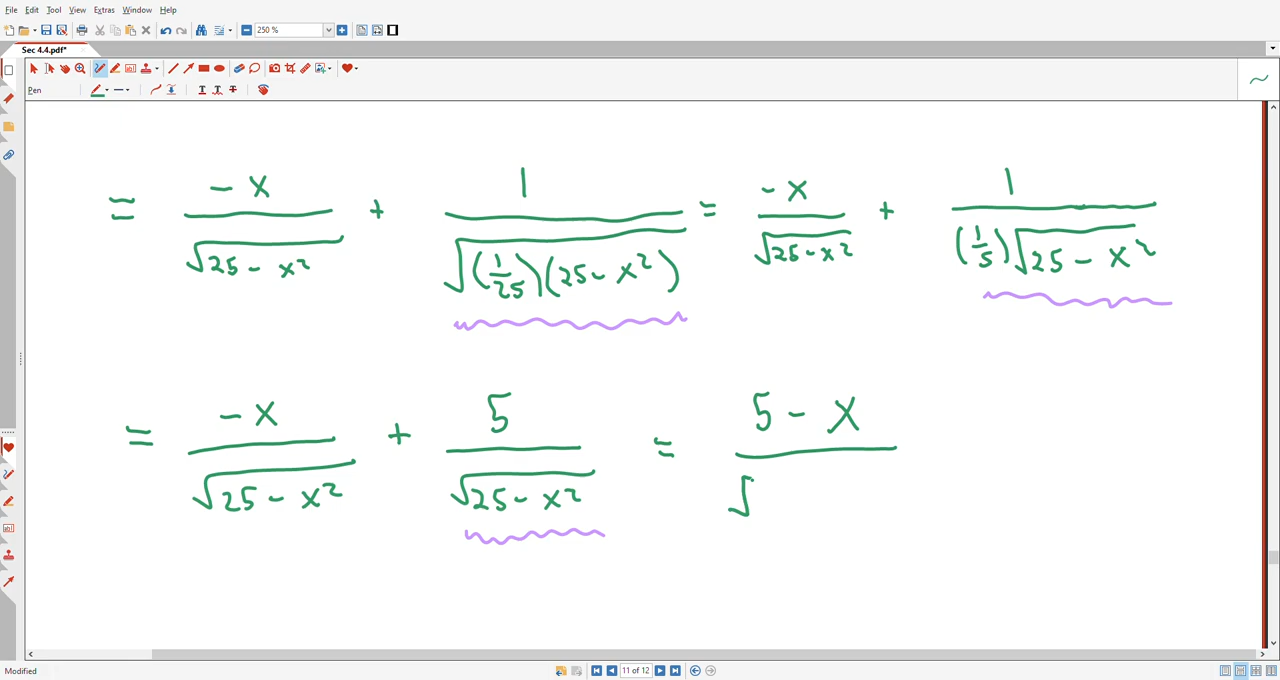 File Edit Tool View Extras Window Help
250 %
Sec 4.4.pdf*
Pen
= -x/√(25 - x²) + 1/√((1/25)(25 - x²)) = -x/√(25 - x²) + 1/((1/5)√(25 - x²))
= -x/√(25 - x²) + 5/√(25 - x²) = (5 - x)/√
Modified
11 of 12